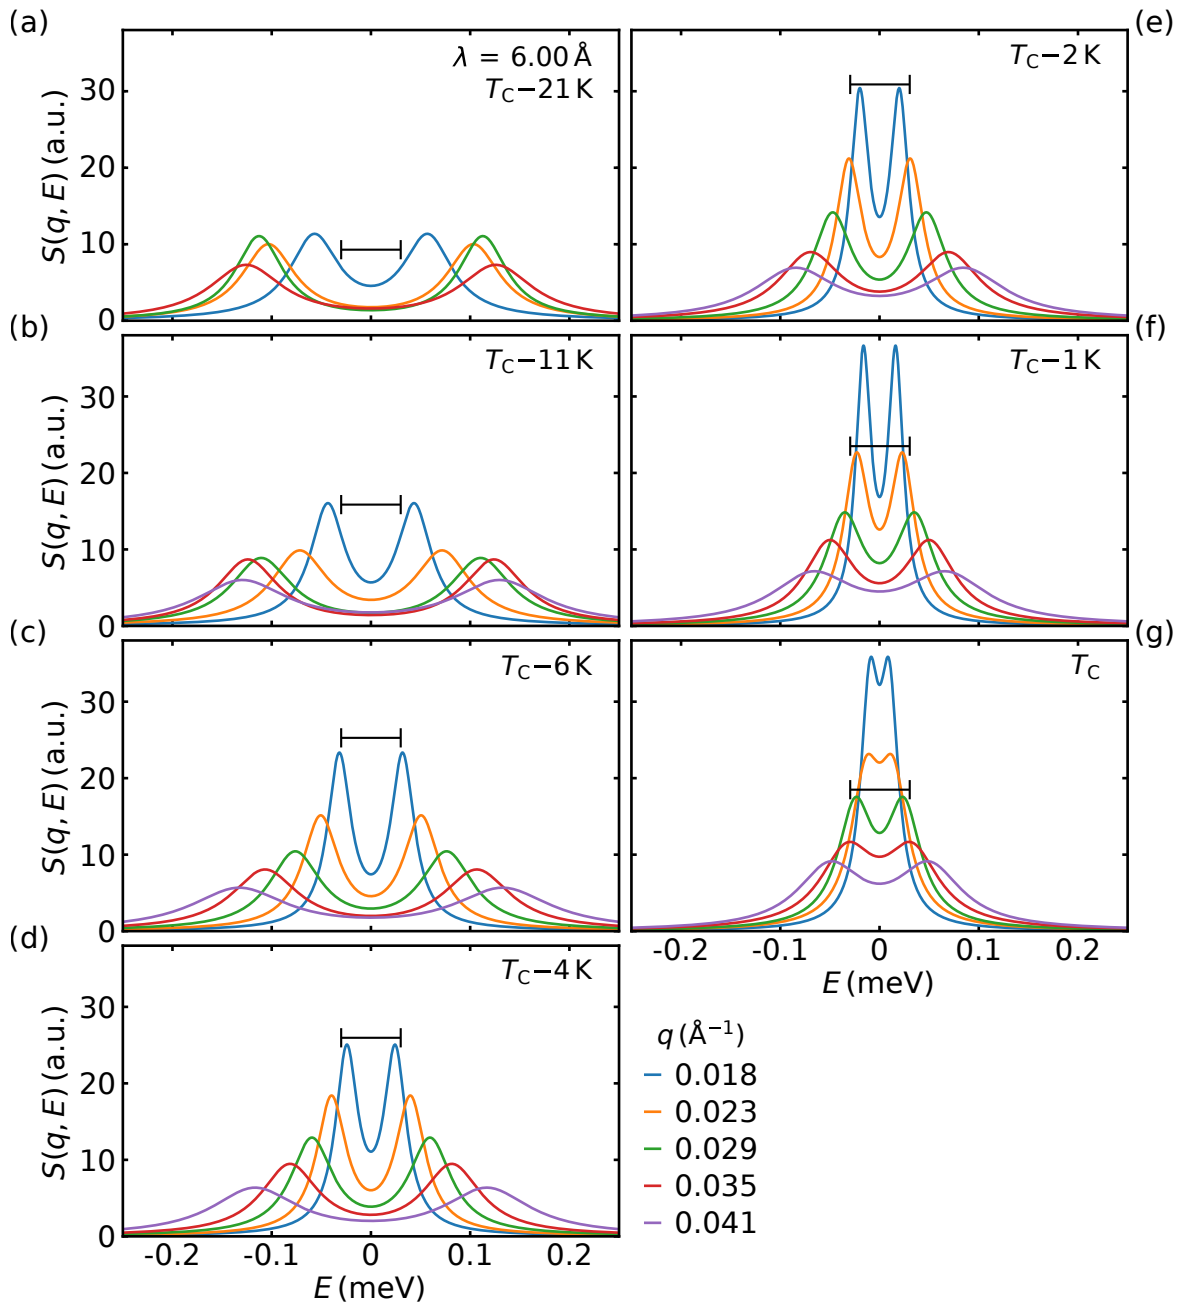 (a)
λ = 6.00 Å
T_C−21 K
S(q, E) (a.u.)
30
20
10
0
-0.2
-0.1
0
0.1
0.2
(b)
T_C−11 K
S(q, E) (a.u.)
30
20
10
0
(c)
T_C−6 K
S(q, E) (a.u.)
30
20
10
0
(d)
T_C−4 K
S(q, E) (a.u.)
30
20
10
0
E (meV)
(e)
T_C−2 K
(f)
T_C−1 K
(g)
T_C
-0.2
-0.1
0
0.1
0.2
E (meV)
q (Å⁻¹)
0.018
0.023
0.029
0.035
0.041